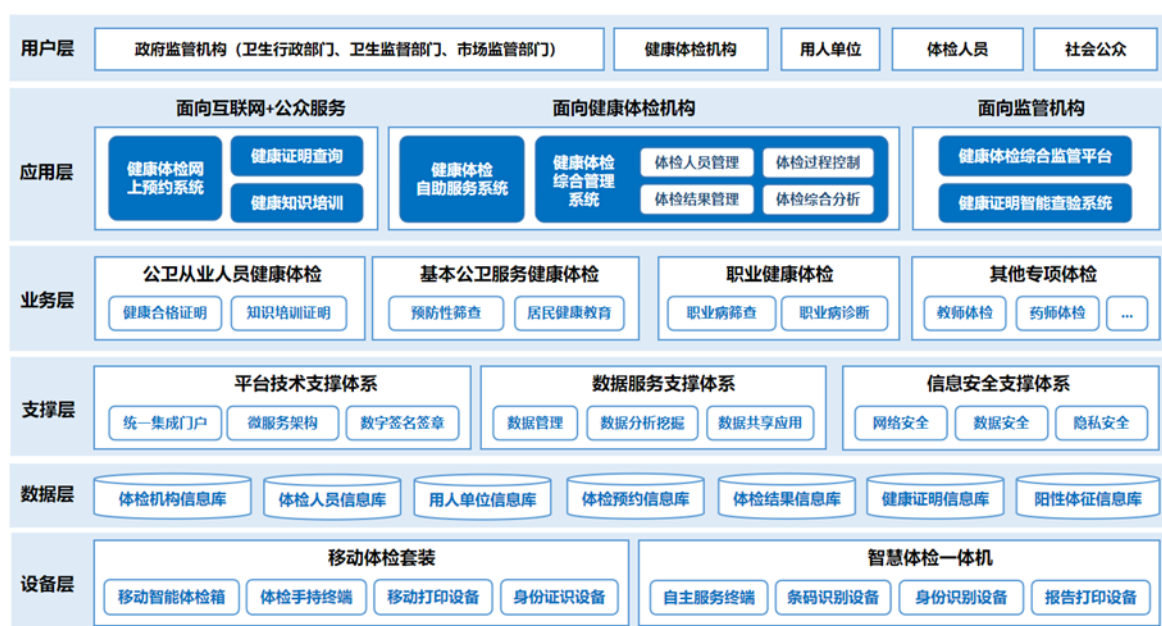 用户层
政府监管机构（卫生行政部门、卫生监督部门、市场监管部门）
健康体检机构
用人单位
体检人员
社会公众
应用层
面向互联网+公众服务
健康体检网
上预约系统
健康证明查询
健康知识培训
面向健康体检机构
健康体检
自助服务系统
健康体检
综合管理
系统
体检人员管理
体检过程控制
体检结果管理
体检综合分析
面向监管机构
健康体检综合监管平台
健康证明智能查验系统
业务层
公卫从业人员健康体检
健康合格证明
知识培训证明
基本公卫服务健康体检
预防性筛查
居民健康教育
职业健康体检
职业病筛查
职业病诊断
其他专项体检
教师体检
药师体检
...
支撑层
平台技术支撑体系
统一集成门户
微服务架构
数字签名签章
数据服务支撑体系
数据管理
数据分析挖掘
数据共享应用
信息安全支撑体系
网络安全
数据安全
隐私安全
数据层
体检机构信息库
体检人员信息库
用人单位信息库
体检预约信息库
体检结果信息库
健康证明信息库
阳性体征信息库
设备层
移动体检套装
移动智能体检箱
体检手持终端
移动打印设备
身份证识设备
智慧体检一体机
自主服务终端
条码识别设备
身份识别设备
报告打印设备